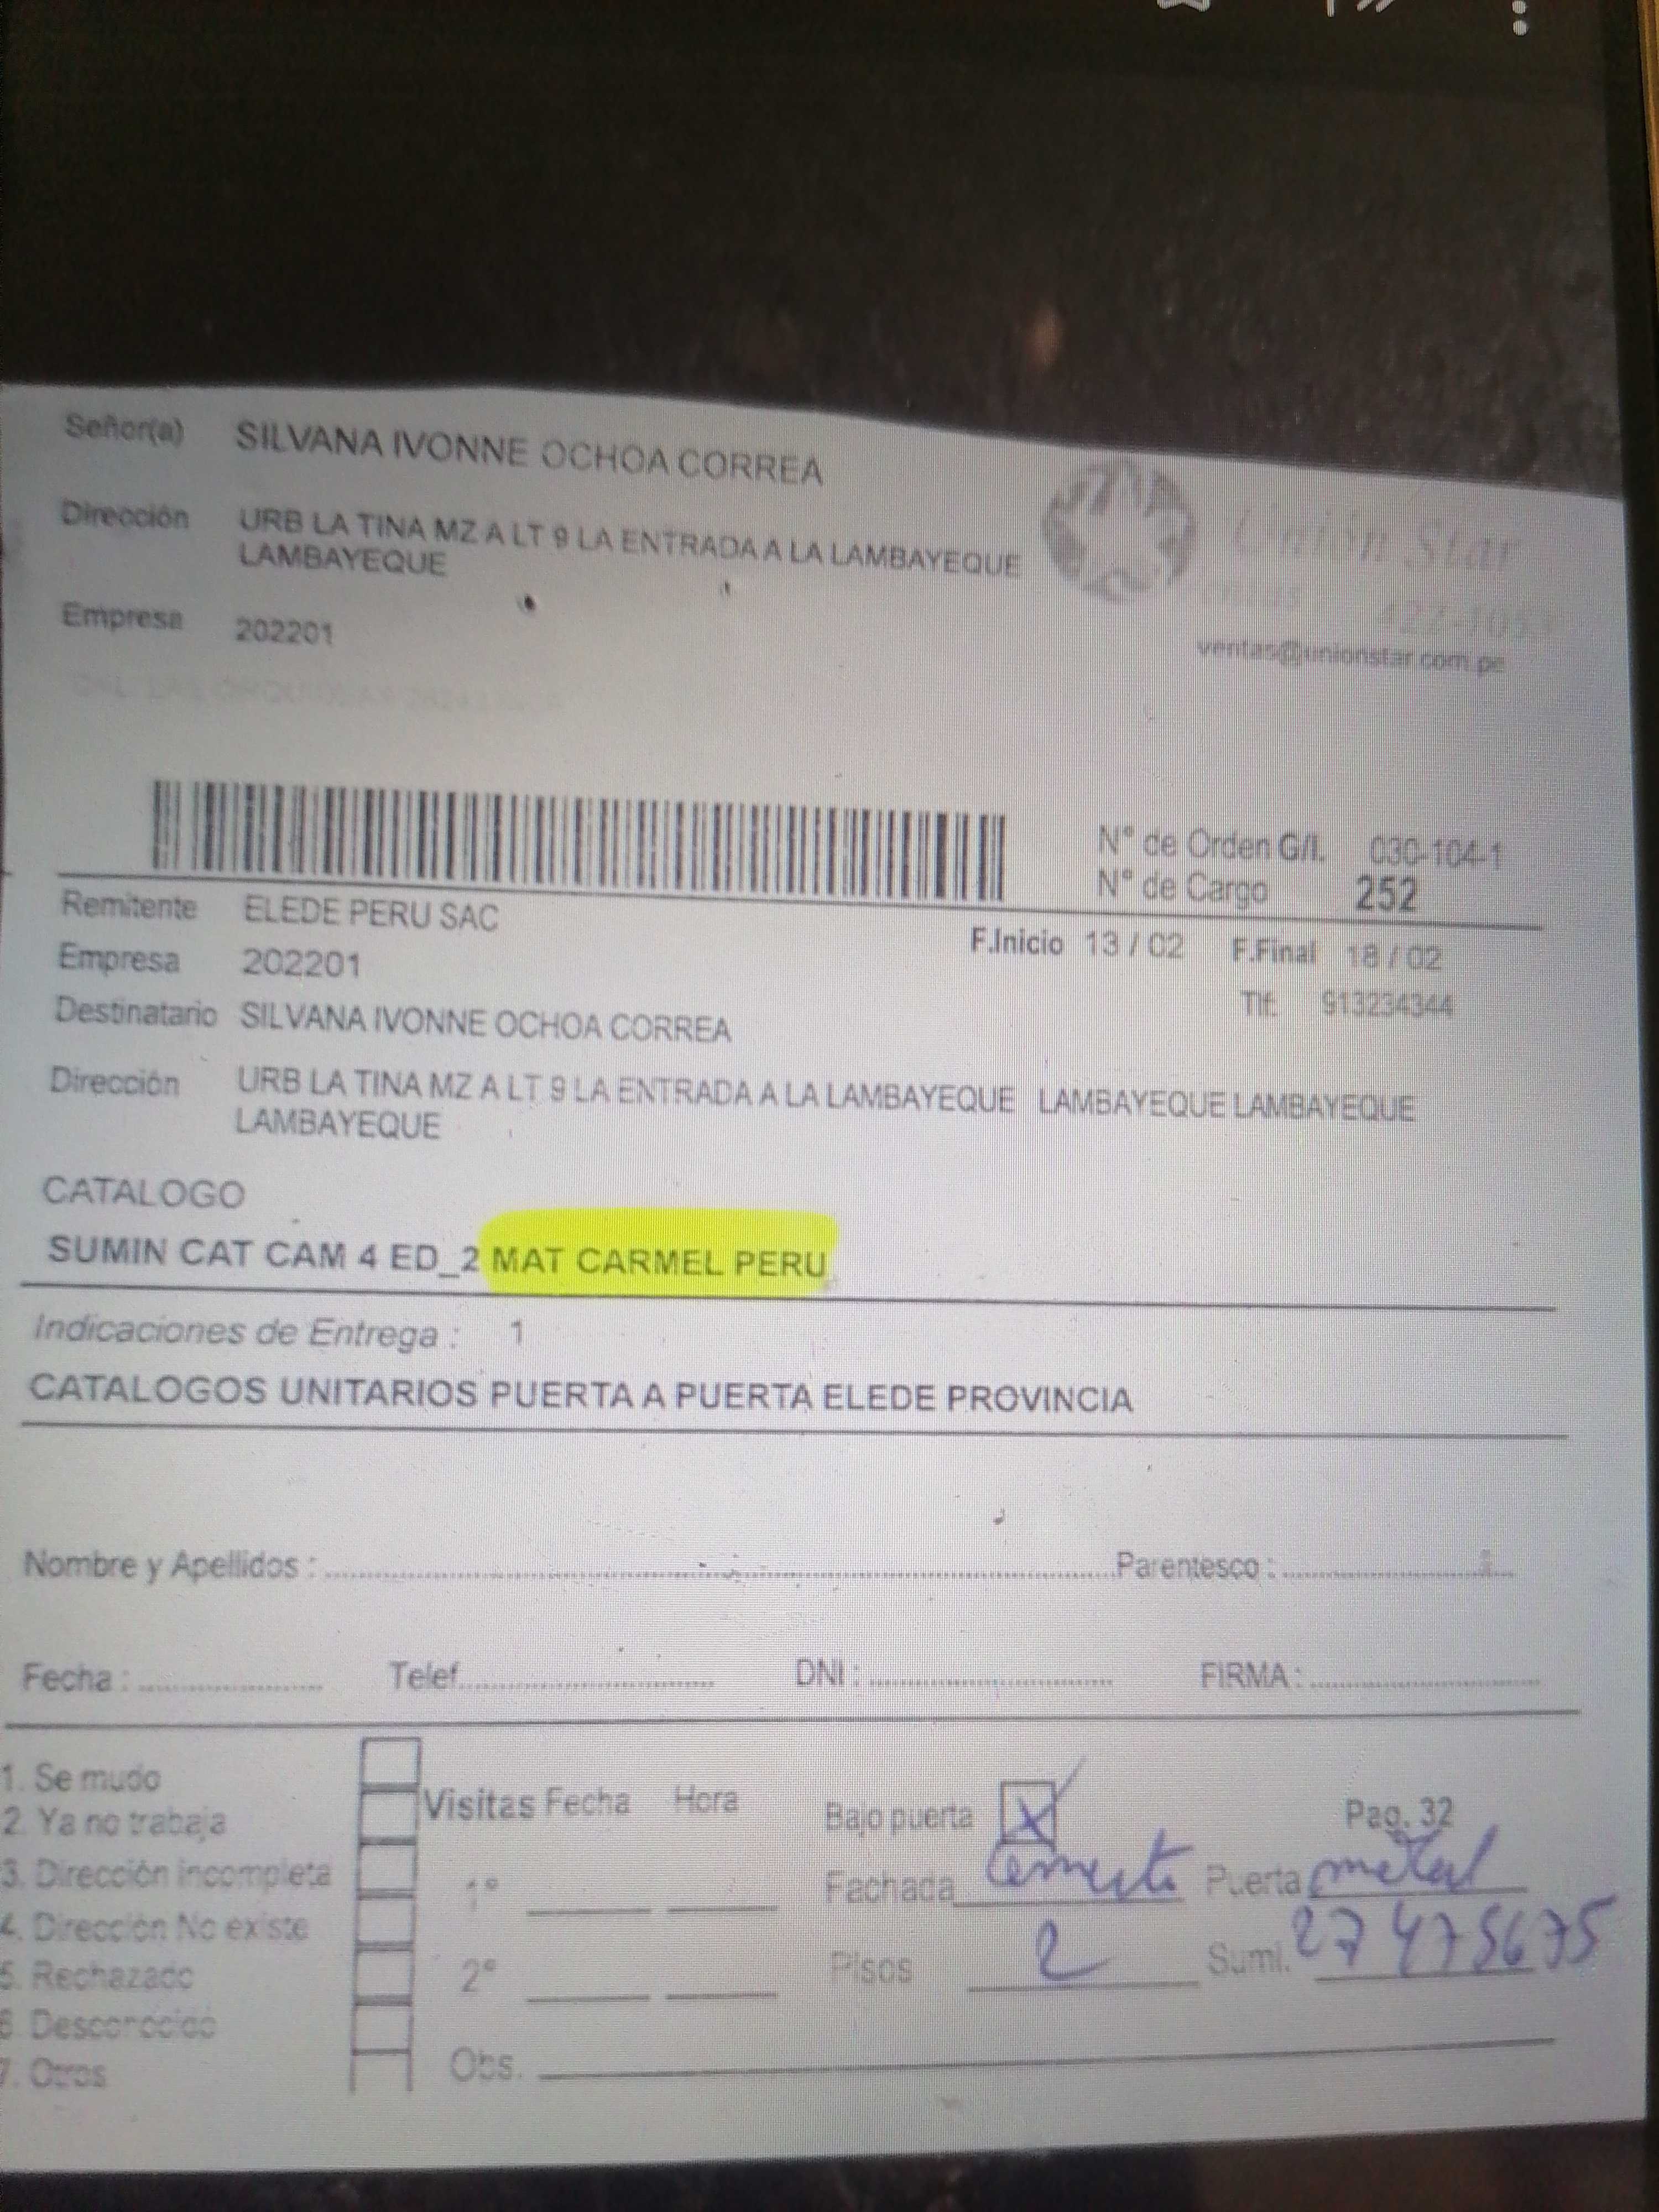 Señor(a) SILVANA IVONNE OCHOA CORREA
Dirección URB LA TINA MZ A LT 9 LA ENTRADA A LA LAMBAYEQUE
LAMBAYEQUE
Unión Star
Empresa 202201
422-1053
ventas@unionstar.com.pe
N° de Orden G/I. 030-104-1
N° de Cargo 252
Remitente ELEDE PERU SAC
F.Inicio 13 / 02 F.Final 18 / 02
Empresa 202201
Tlf. 913234344
Destinatario SILVANA IVONNE OCHOA CORREA
Dirección URB LA TINA MZ A LT 9 LA ENTRADA A LA LAMBAYEQUE LAMBAYEQUE LAMBAYEQUE
LAMBAYEQUE
CATALOGO
SUMIN CAT CAM 4 ED_2 MAT CARMEL PERU
Indicaciones de Entrega : 1
CATALOGOS UNITARIOS PUERTA A PUERTA ELEDE PROVINCIA
Nombre y Apellidos : Parentesco :
Fecha : Telef. DNI : FIRMA :
1. Se mudo
2. Ya no trabaja
3. Dirección incompleta
4. Dirección No existe
5. Rechazado
6. Desconocido
7. Otros
Visitas Fecha Hora
1°
2°
Obs.
Bajo puerta X Pag. 32
Fachada Cemento Puerta metal
Pisos 2 Sumi. 27475675